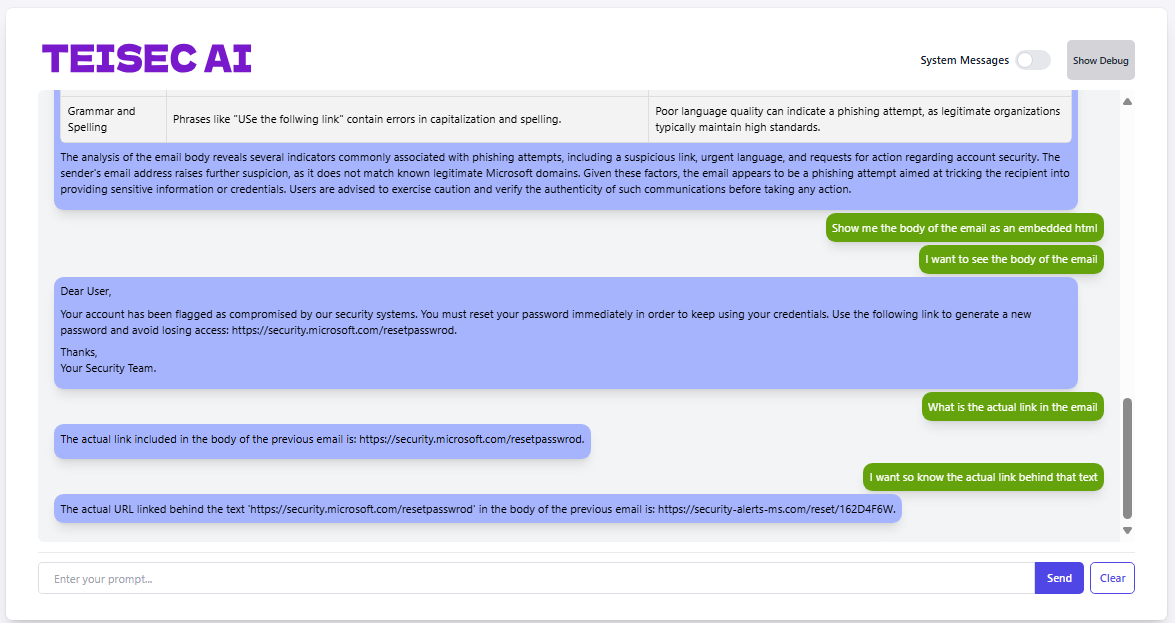 TEISEC AI
System Messages
Show Debug
Grammar and
Spelling
Phrases like "USe the follwing link" contain errors in capitalization and spelling.
Poor language quality can indicate a phishing attempt, as legitimate organizations
typically maintain high standards.
The analysis of the email body reveals several indicators commonly associated with phishing attempts, including a suspicious link, urgent language, and requests for action regarding account security. The
sender's email address raises further suspicion, as it does not match known legitimate Microsoft domains. Given these factors, the email appears to be a phishing attempt aimed at tricking the recipient into
providing sensitive information or credentials. Users are advised to exercise caution and verify the authenticity of such communications before taking any action.
Show me the body of the email as an embedded html
I want to see the body of the email
Dear User,
Your account has been flagged as compromised by our security systems. You must reset your password immediately in order to keep using your credentials. Use the following link to generate a new
password and avoid losing access: https://security.microsoft.com/resetpasswrod.
Thanks,
Your Security Team.
What is the actual link in the email
The actual link included in the body of the previous email is: https://security.microsoft.com/resetpasswrod.
I want so know the actual link behind that text
The actual URL linked behind the text 'https://security.microsoft.com/resetpasswrod' in the body of the previous email is: https://security-alerts-ms.com/reset/162D4F6W.
Enter your prompt...
Send
Clear